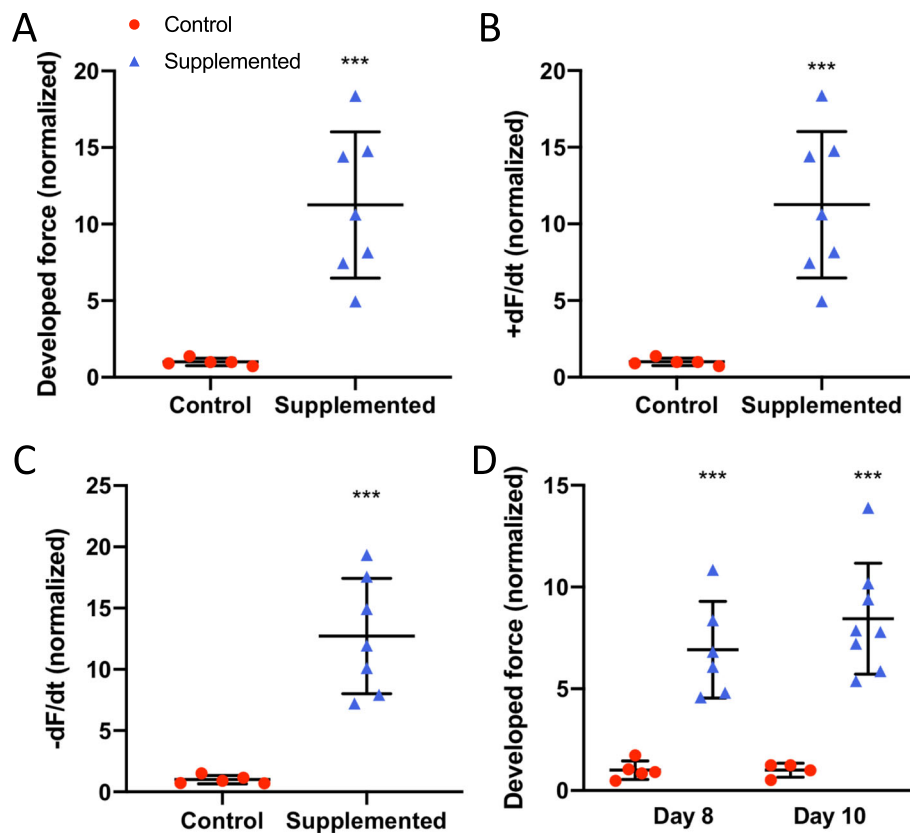 A
Control
Supplemented
Developed force (normalized)
20
15
10
5
0
***
Control
Supplemented
B
+dF/dt (normalized)
20
15
10
5
0
***
Control
Supplemented
C
-dF/dt (normalized)
25
20
15
10
5
0
***
Control
Supplemented
D
Developed force (normalized)
15
10
5
0
***
***
Day 8
Day 10